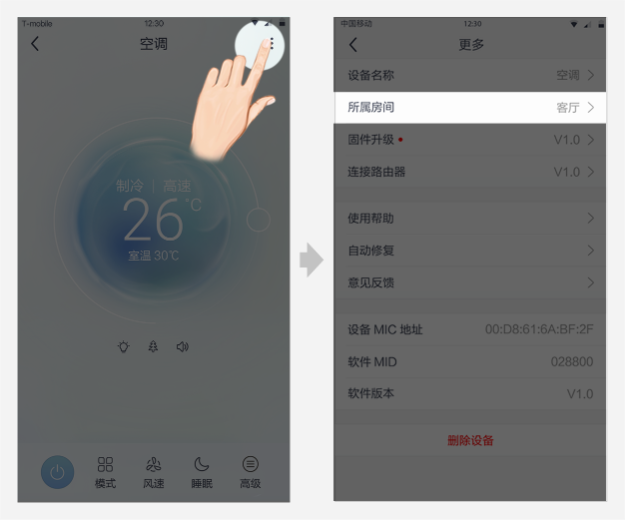 T-mobile 12:30
空调
制冷 | 高速
26°C
室温 30℃
模式 风速 睡眠 高级
中国移动 12:30
更多
设备名称 空调
所属房间 客厅
固件升级 V1.0
连接路由器 V1.0
使用帮助
自动修复
意见反馈
设备 MIC 地址 00:D8:61:6A:BF:2F
软件 MID 028800
软件版本 V1.0
删除设备